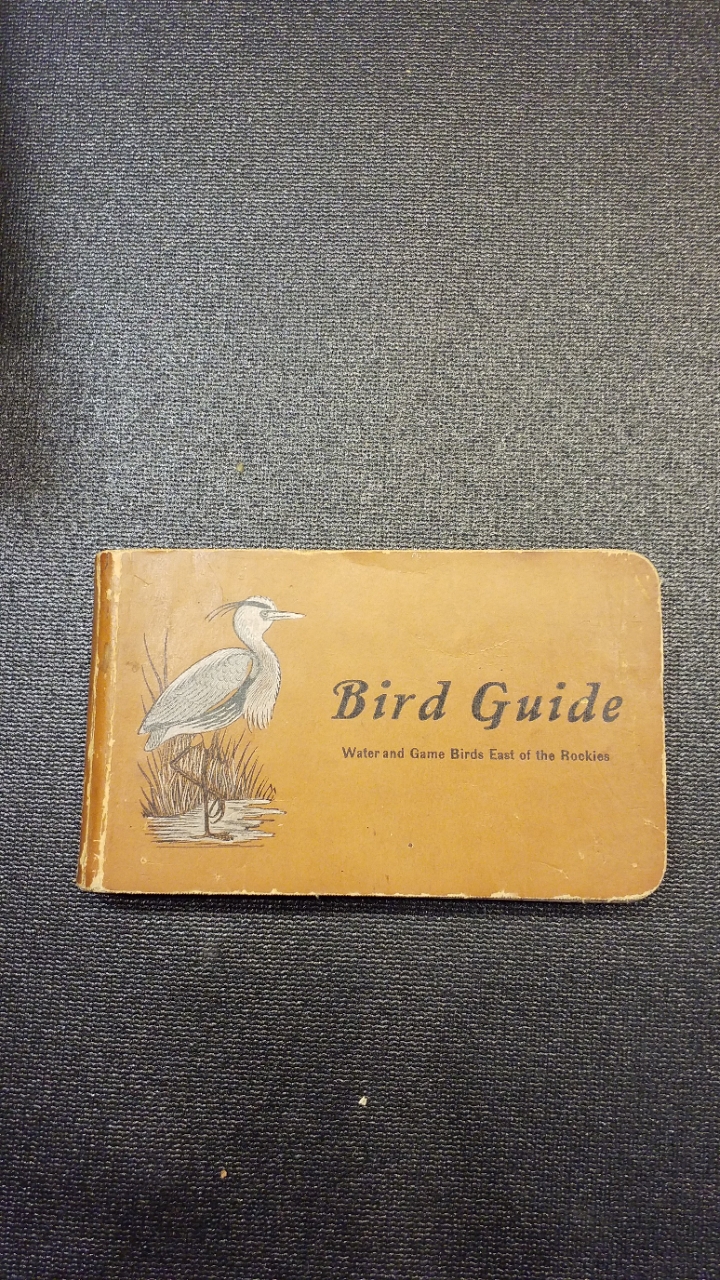 Bird Guide
Water and Game Birds East of the Rockies